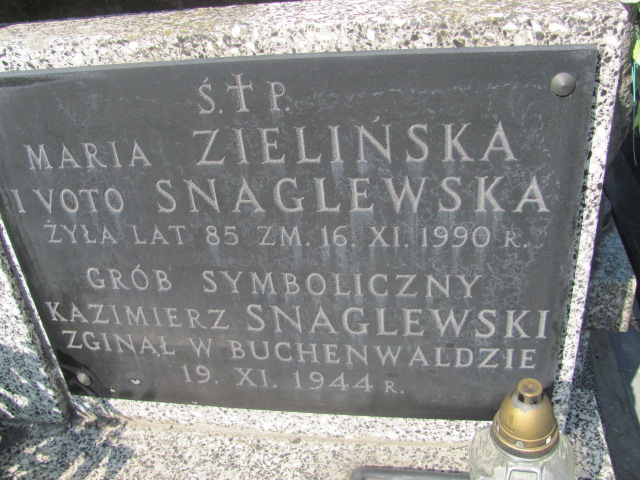 Ś.†P.
MARIA ZIELIŃSKA
I VOTO SNAGLEWSKA
ŻYŁA LAT 85 ZM. 16. XI. 1990 R.
GRÓB SYMBOLICZNY
KAZIMIERZ SNAGLEWSKI
ZGINĄŁ W BUCHENWALDZIE
19. XI. 1944 R.